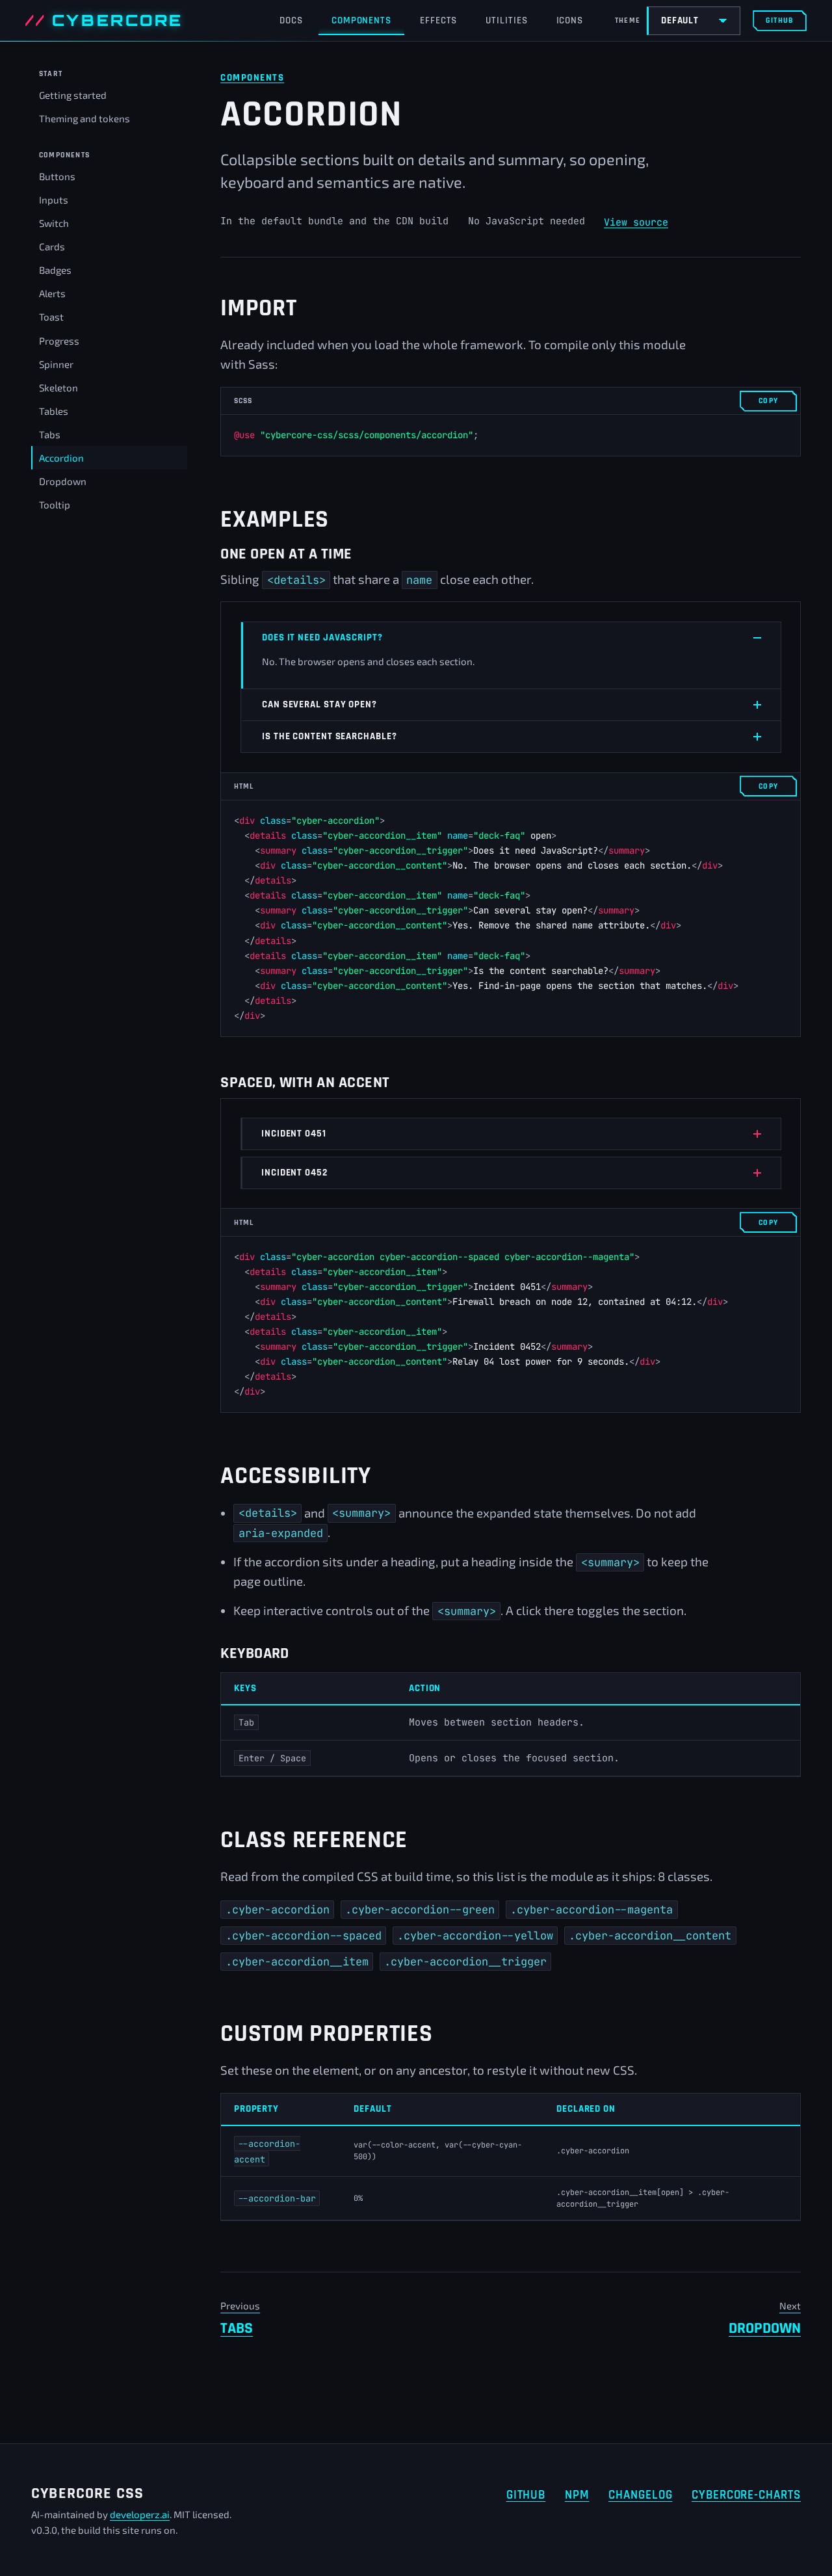 // CYBERCORE
DOCS
COMPONENTS
EFFECTS
UTILITIES
ICONS
THEME
DEFAULT
GITHUB
START
Getting started
Theming and tokens
COMPONENTS
Buttons
Inputs
Switch
Cards
Badges
Alerts
Toast
Progress
Spinner
Skeleton
Tables
Tabs
Accordion
Dropdown
Tooltip
COMPONENTS
ACCORDION
Collapsible sections built on details and summary, so opening,
keyboard and semantics are native.
In the default bundle and the CDN build
No JavaScript needed
View source
IMPORT
Already included when you load the whole framework. To compile only this module
with Sass:
SCSS
COPY
@use "cybercore-css/scss/components/accordion";
EXAMPLES
ONE OPEN AT A TIME
Sibling <details> that share a name close each other.
DOES IT NEED JAVASCRIPT?
No. The browser opens and closes each section.
CAN SEVERAL STAY OPEN?
IS THE CONTENT SEARCHABLE?
HTML
COPY
<div class="cyber-accordion">
  <details class="cyber-accordion__item" name="deck-faq" open>
    <summary class="cyber-accordion__trigger">Does it need JavaScript?</summary>
    <div class="cyber-accordion__content">No. The browser opens and closes each section.</div>
  </details>
  <details class="cyber-accordion__item" name="deck-faq">
    <summary class="cyber-accordion__trigger">Can several stay open?</summary>
    <div class="cyber-accordion__content">Yes. Remove the shared name attribute.</div>
  </details>
  <details class="cyber-accordion__item" name="deck-faq">
    <summary class="cyber-accordion__trigger">Is the content searchable?</summary>
    <div class="cyber-accordion__content">Yes. Find-in-page opens the section that matches.</div>
  </details>
</div>
SPACED, WITH AN ACCENT
INCIDENT 0451
INCIDENT 0452
HTML
COPY
<div class="cyber-accordion cyber-accordion--spaced cyber-accordion--magenta">
  <details class="cyber-accordion__item">
    <summary class="cyber-accordion__trigger">Incident 0451</summary>
    <div class="cyber-accordion__content">Firewall breach on node 12, contained at 04:12.</div>
  </details>
  <details class="cyber-accordion__item">
    <summary class="cyber-accordion__trigger">Incident 0452</summary>
    <div class="cyber-accordion__content">Relay 04 lost power for 9 seconds.</div>
  </details>
</div>
ACCESSIBILITY
• <details> and <summary> announce the expanded state themselves. Do not add
aria-expanded.
• If the accordion sits under a heading, put a heading inside the <summary> to keep the
page outline.
• Keep interactive controls out of the <summary>. A click there toggles the section.
KEYBOARD
KEYS
ACTION
Tab
Moves between section headers.
Enter / Space
Opens or closes the focused section.
CLASS REFERENCE
Read from the compiled CSS at build time, so this list is the module as it ships: 8 classes.
.cyber-accordion .cyber-accordion--green .cyber-accordion--magenta
.cyber-accordion--spaced .cyber-accordion--yellow .cyber-accordion__content
.cyber-accordion__item .cyber-accordion__trigger
CUSTOM PROPERTIES
Set these on the element, or on any ancestor, to restyle it without new CSS.
PROPERTY
DEFAULT
DECLARED ON
--accordion-
accent
var(--color-accent, var(--cyber-cyan-
500))
.cyber-accordion
--accordion-bar
0%
.cyber-accordion__item[open] > .cyber-
accordion__trigger
Previous
TABS
Next
DROPDOWN
CYBERCORE CSS
AI-maintained by developerz.ai. MIT licensed.
v0.3.0, the build this site runs on.
GITHUB
NPM
CHANGELOG
CYBERCORE-CHARTS